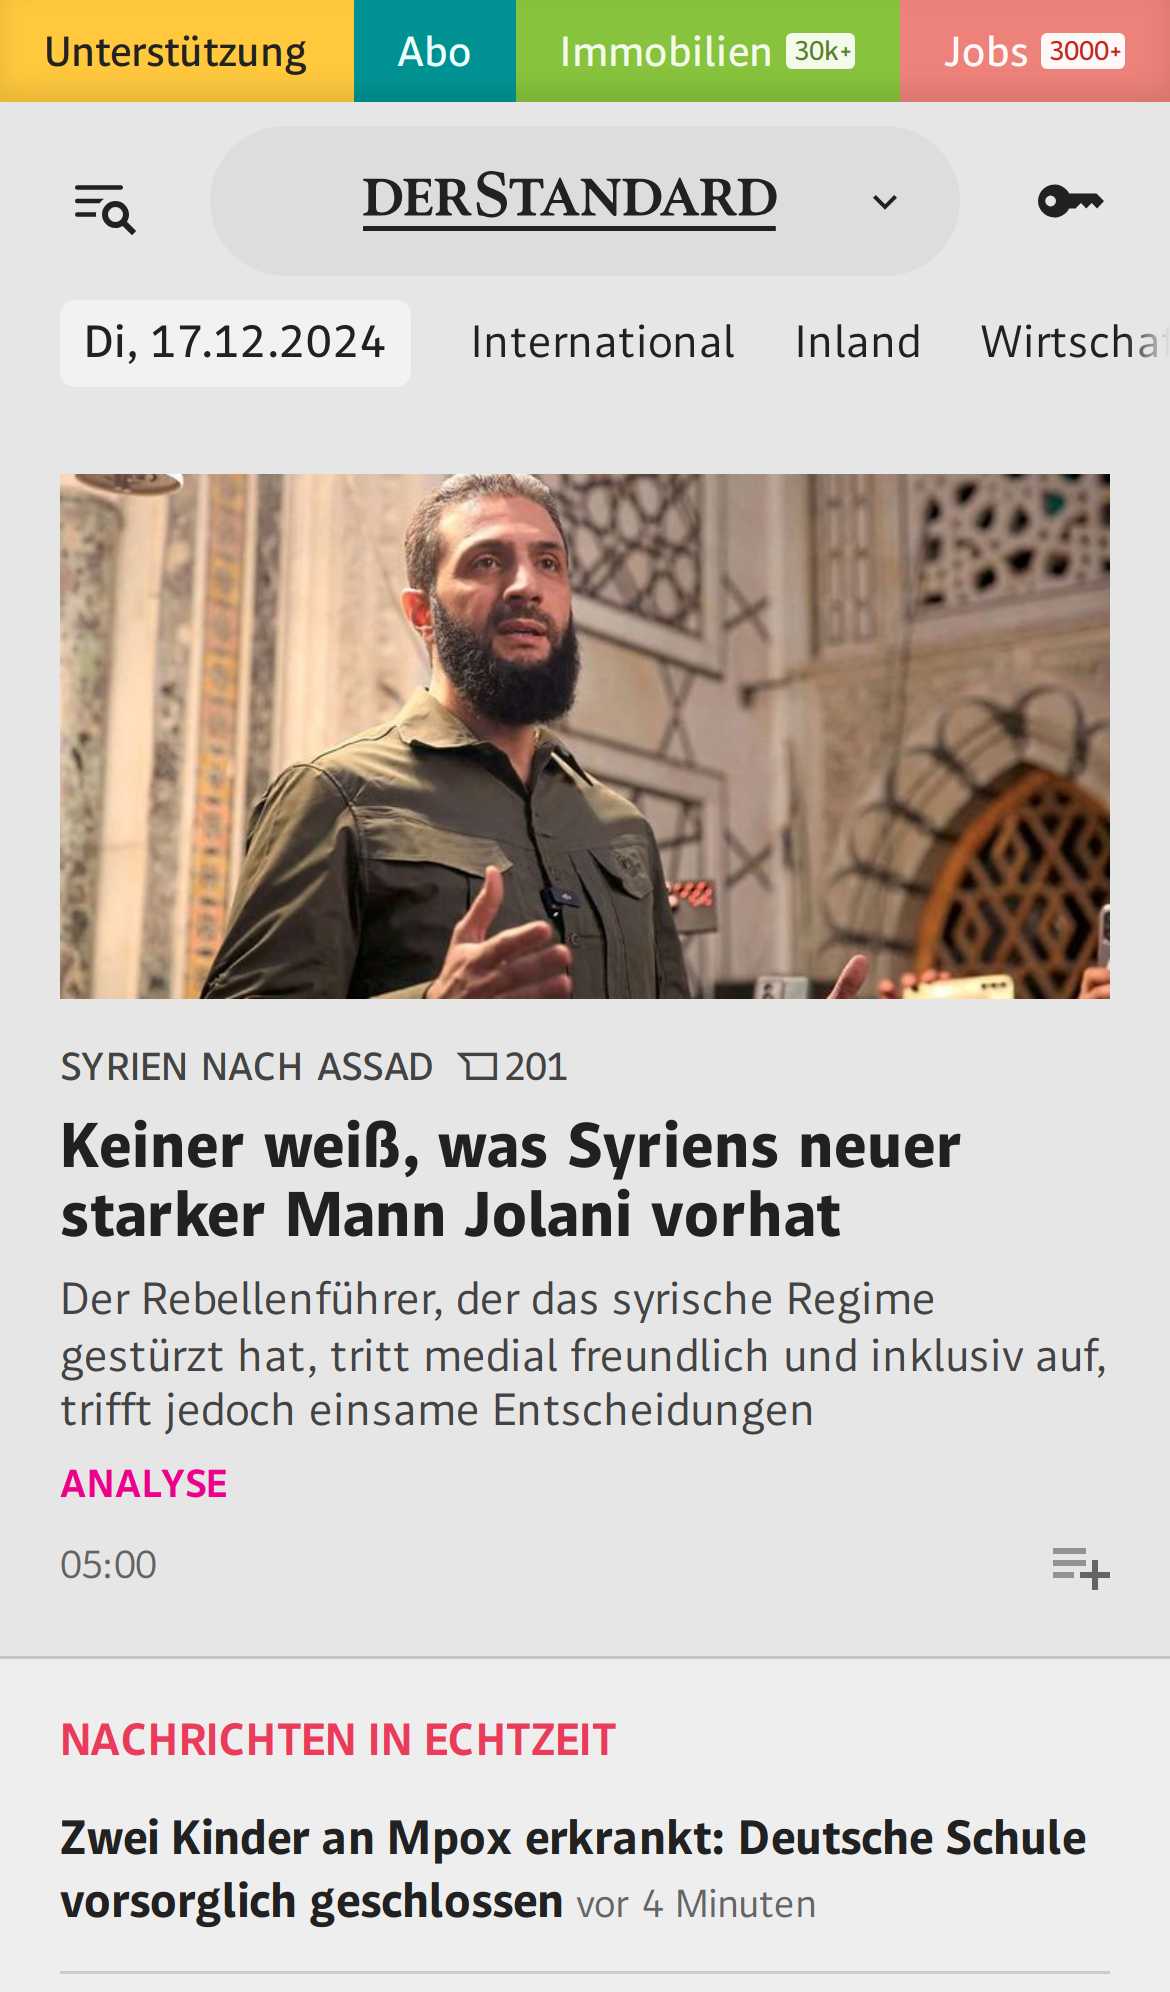 Unterstützung Abo Immobilien 30k+ Jobs 3000+
DERSTANDARD
Di, 17.12.2024 International Inland Wirtscha
SYRIEN NACH ASSAD 201
Keiner weiß, was Syriens neuer
starker Mann Jolani vorhat
Der Rebellenführer, der das syrische Regime
gestürzt hat, tritt medial freundlich und inklusiv auf,
trifft jedoch einsame Entscheidungen
ANALYSE
05:00
NACHRICHTEN IN ECHTZEIT
Zwei Kinder an Mpox erkrankt: Deutsche Schule
vorsorglich geschlossen vor 4 Minuten